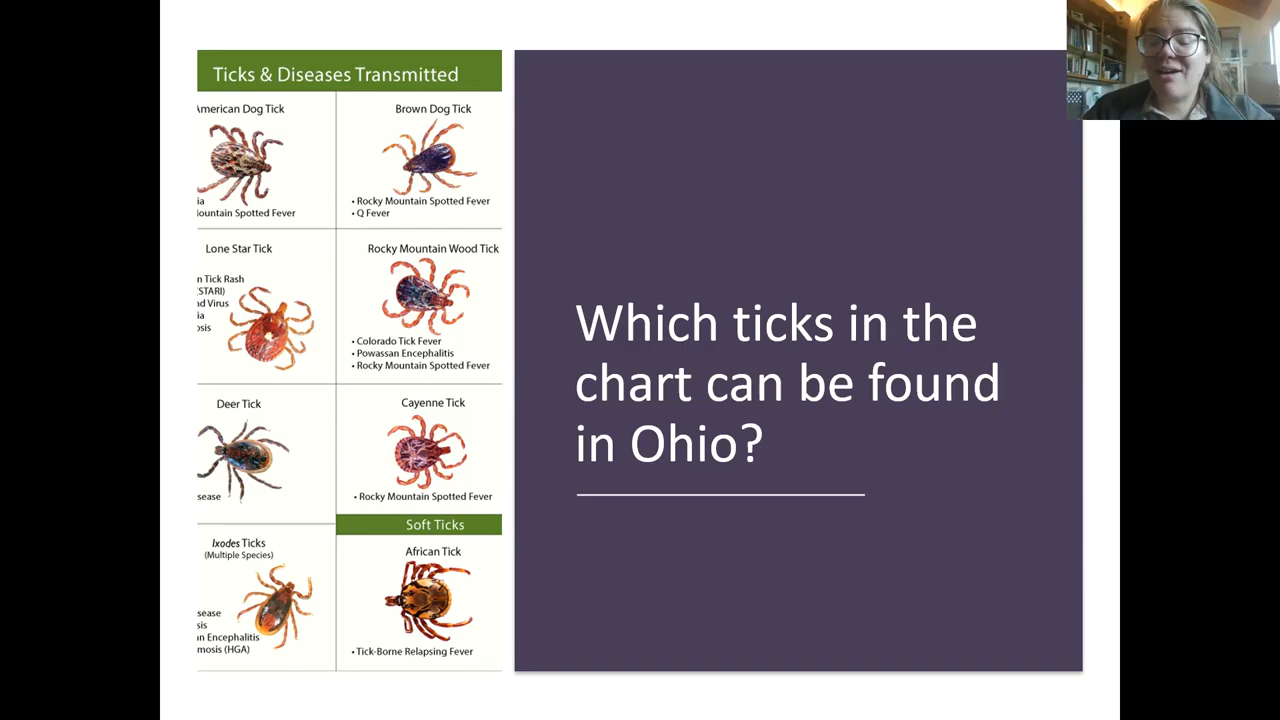 Ticks & Diseases Transmitted
American Dog Tick
ia
ountain Spotted Fever
Brown Dog Tick
• Rocky Mountain Spotted Fever
• Q Fever
Lone Star Tick
n Tick Rash
STARI)
nd Virus
ia
osis
Rocky Mountain Wood Tick
• Colorado Tick Fever
• Powassan Encephalitis
• Rocky Mountain Spotted Fever
Deer Tick
sease
Cayenne Tick
• Rocky Mountain Spotted Fever
Ixodes Ticks
(Multiple Species)
sease
sis
n Encephalitis
mosis (HGA)
Soft Ticks
African Tick
• Tick-Borne Relapsing Fever
Which ticks in the
chart can be found
in Ohio?